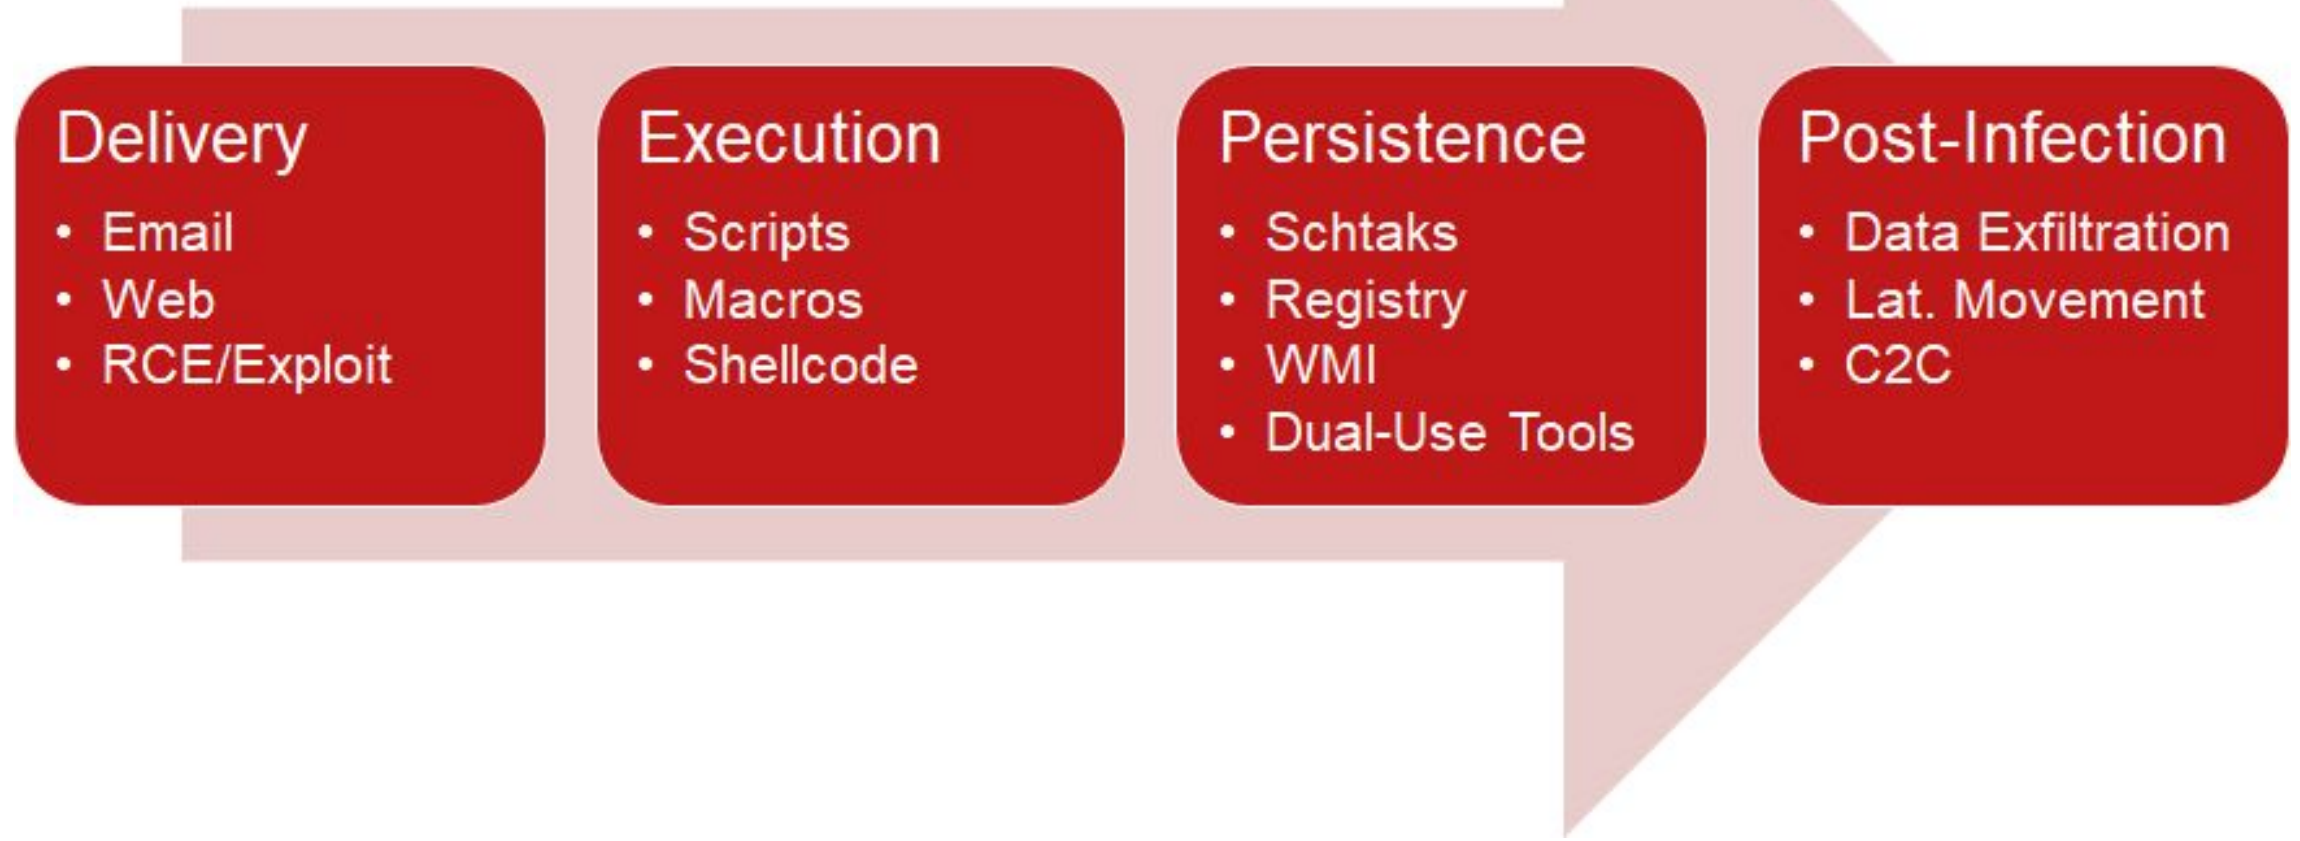 Delivery
• Email
• Web
• RCE/Exploit
Execution
• Scripts
• Macros
• Shellcode
Persistence
• Schtaks
• Registry
• WMI
• Dual-Use Tools
Post-Infection
• Data Exfiltration
• Lat. Movement
• C2C